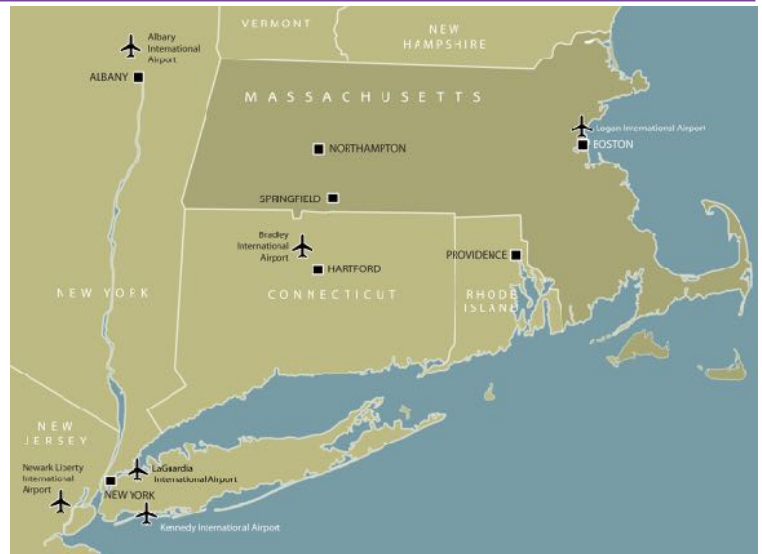 VERMONT
NEW
HAMPSHIRE
Albany
International
Airport
ALBANY
MASSACHUSETTS
Logan International Airport
BOSTON
NORTHAMPTON
SPRINGFIELD
Bradley
International
Airport
HARTFORD
PROVIDENCE
NEW YORK
CONNECTICUT
RHODE
ISLAND
NEW
JERSEY
Newark Liberty
International
Airport
LaGuardia
International Airport
NEW YORK
Kennedy International Airport